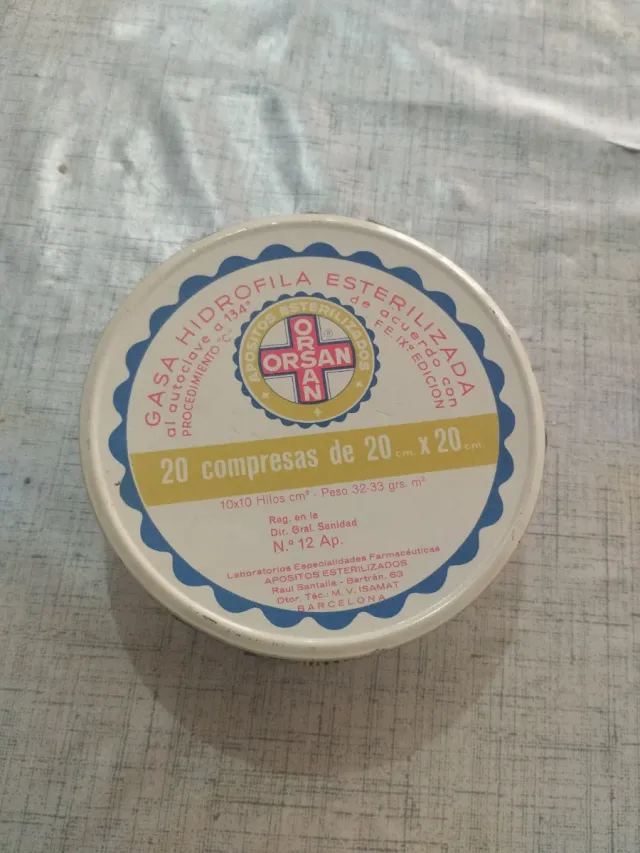 GASA HIDROFILA ESTERILIZADA
al autoclave a 134° de acuerdo con
PROCEDIMIENTO "C" F.E. IXª EDICION
APOSITOS ESTERILIZADOS
ORSAN
ORSAN
®
20 compresas de 20 cm. x 20 cm.
10x10 Hilos cm² - Peso 32-33 grs. m²
Reg. en la
Dir. Gral. Sanidad
N.º 12 Ap.
Laboratorios Especialidades Farmacéuticas
APOSITOS ESTERILIZADOS
Raul Santalla - Bertrán, 63
Dtor. Téc.: M. V. ISAMAT
BARCELONA